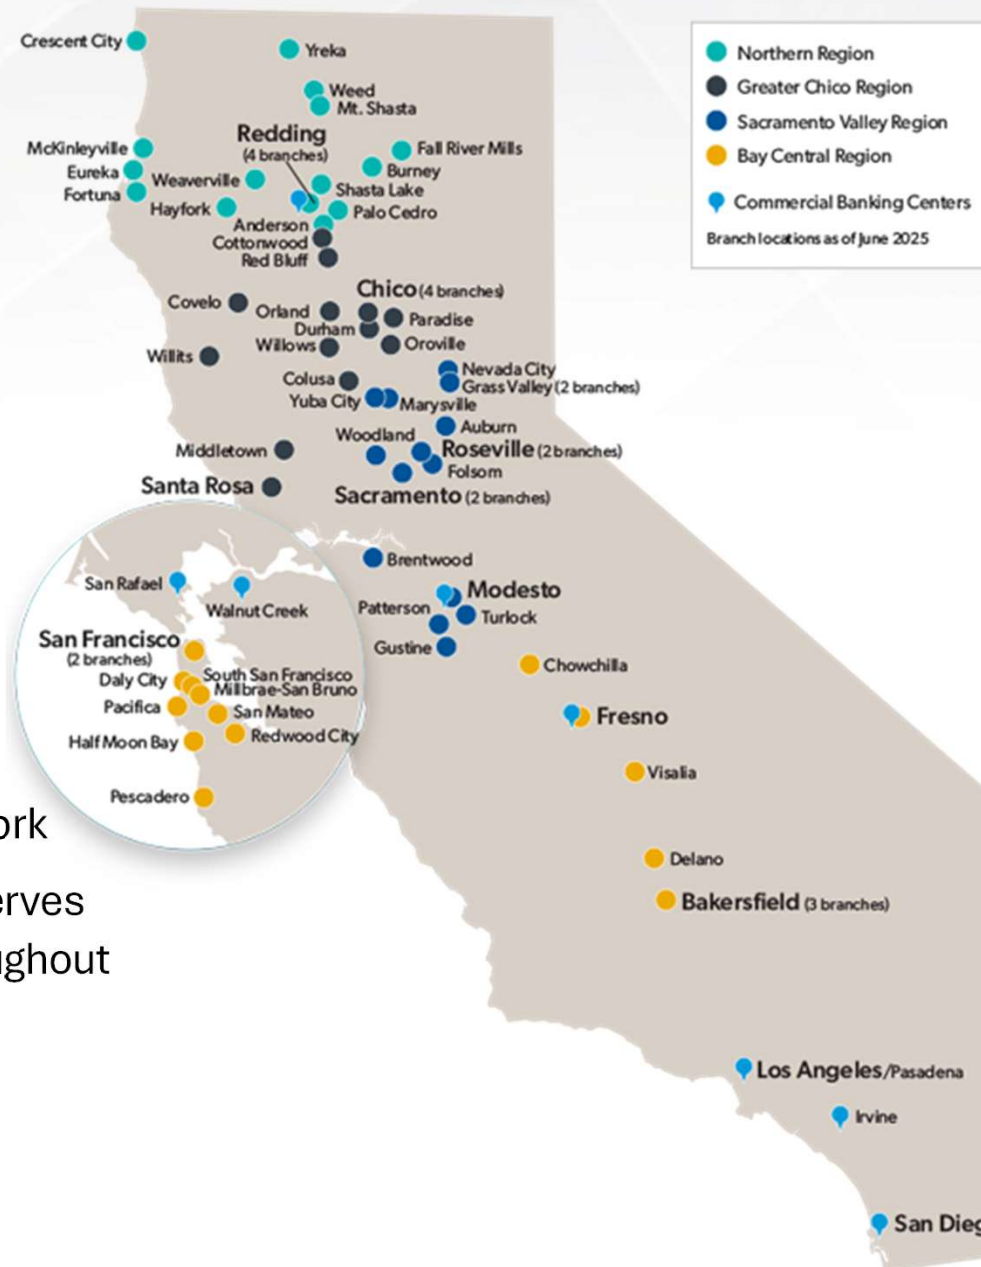 Crescent City
Yreka
Weed
Mt. Shasta
Redding
(4 branches)
McKinleyville
Eureka
Fortuna
Weaverville
Hayfork
Fall River Mills
Burney
Shasta Lake
Palo Cedro
Anderson
Cottonwood
Red Bluff
Covelo
Orland
Chico (4 branches)
Durham
Paradise
Willows
Oroville
Willits
Colusa
Nevada City
Grass Valley (2 branches)
Yuba City
Marysville
Auburn
Woodland
Middletown
Roseville (2 branches)
Folsom
Santa Rosa
Sacramento (2 branches)
Brentwood
Modesto
Patterson
Turlock
Gustine
San Rafael
Walnut Creek
San Francisco
(2 branches)
Daly City
South San Francisco
Millbrae-San Bruno
Pacifica
San Mateo
Half Moon Bay
Redwood City
Pescadero
Chowchilla
Fresno
Visalia
Delano
Bakersfield (3 branches)
Los Angeles/Pasadena
Irvine
San Dieg
Northern Region
Greater Chico Region
Sacramento Valley Region
Bay Central Region
Commercial Banking Centers
Branch locations as of June 2025
ork
erves
ughout